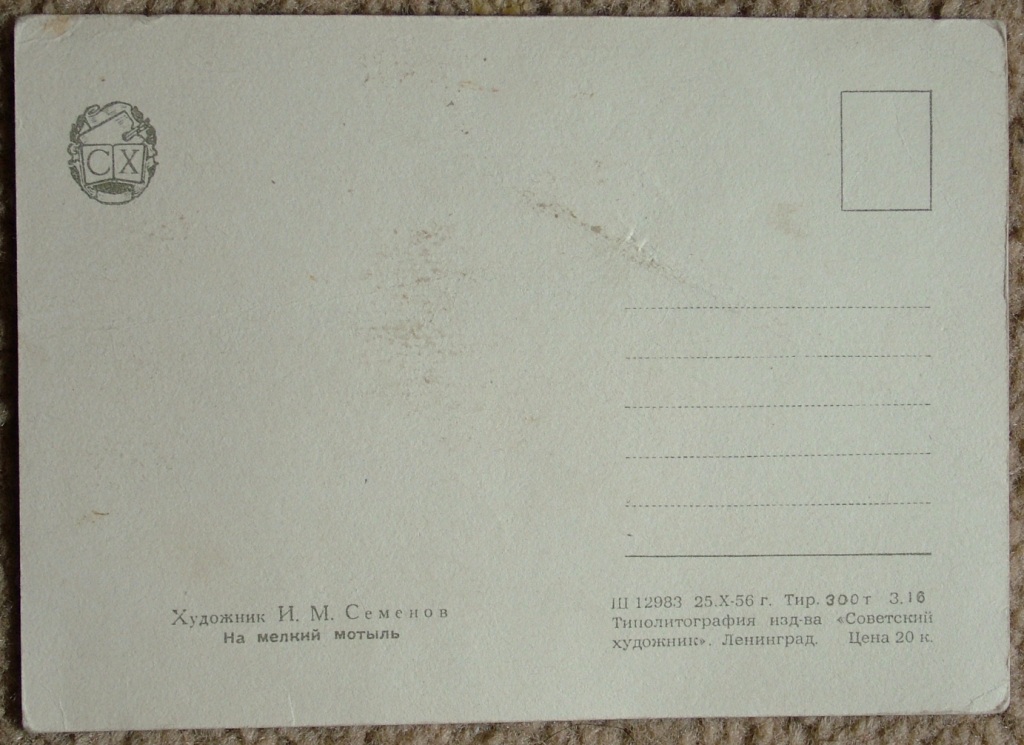 СХ
Художник И. М. Семенов
На мелкий мотыль
Ш 12983 25.X-56 г. Тир. 300 т 3.16
Типолитография изд-ва «Советский
художник». Ленинград. Цена 20 к.